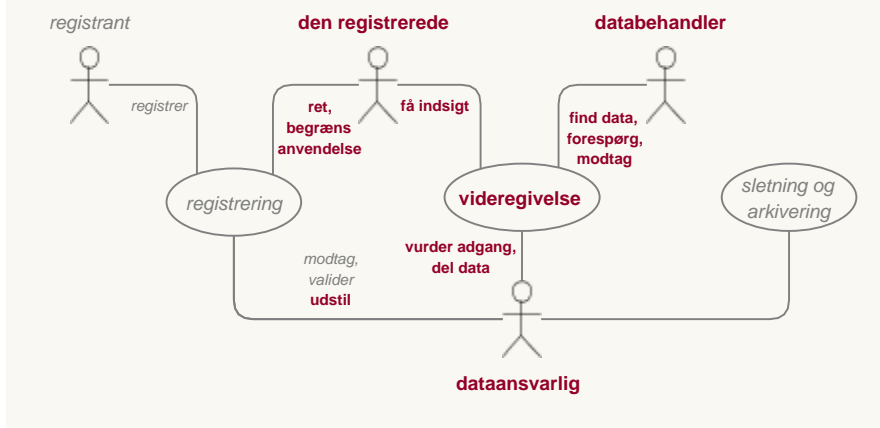 registrant
den registrerede
databehandler
registrer
ret,
begræns
anvendelse
få indsigt
find data,
forespørg,
modtag
registrering
videregivelse
sletning og
arkivering
modtag,
valider
udstil
vurder adgang,
del data
dataansvarlig